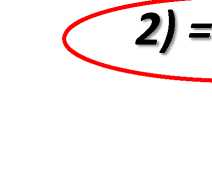 2) =